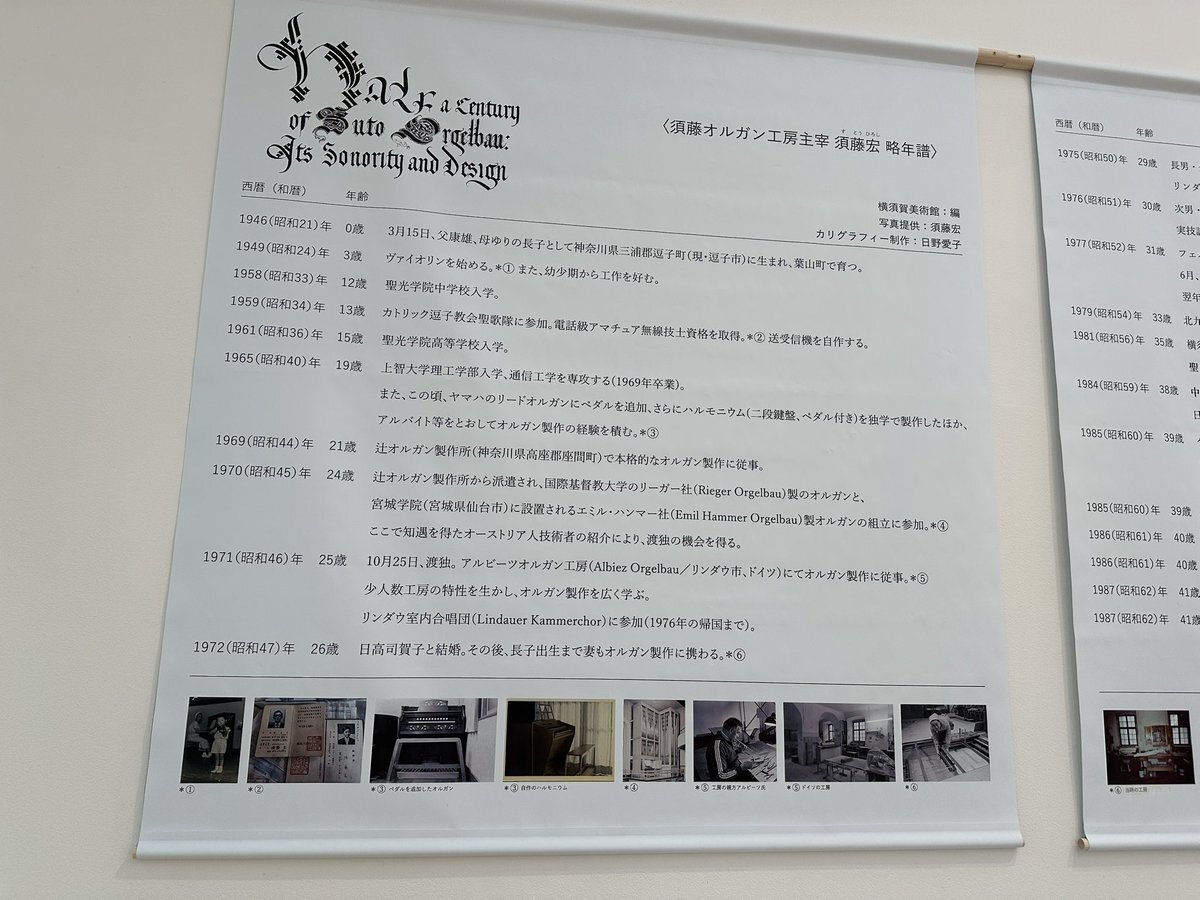 Half a Century
of Suto Orgelbau:
Its Sonority and Design
〈須藤オルガン工房主宰 須藤宏 略年譜〉
すとうひろし
横須賀美術館：編
写真提供：須藤宏
カリグラフィー制作：日野愛子
西暦（和暦） 年齢
1946(昭和21)年 0歳 3月15日、父康雄、母ゆりの長子として神奈川県三浦郡逗子町(現・逗子市)に生まれ、葉山町で育つ。
1949(昭和24)年 3歳 ヴァイオリンを始める。＊① また、幼少期から工作を好む。
1958(昭和33)年 12歳 聖光学院中学校入学。
1959(昭和34)年 13歳 カトリック逗子教会聖歌隊に参加。電話級アマチュア無線技士資格を取得。＊② 送受信機を自作する。
1961(昭和36)年 15歳 聖光学院高等学校入学。
1965(昭和40)年 19歳 上智大学理工学部入学、通信工学を専攻する(1969年卒業)。
また、この頃、ヤマハのリードオルガンにペダルを追加、さらにハルモニウム(二段鍵盤、ペダル付き)を独学で製作したほか、
アルバイト等をとおしてオルガン製作の経験を積む。＊③
1969(昭和44)年 21歳 辻オルガン製作所(神奈川県高座郡座間町)で本格的なオルガン製作に従事。
1970(昭和45)年 24歳 辻オルガン製作所から派遣され、国際基督教大学のリーガー社(Rieger Orgelbau)製のオルガンと、
宮城学院(宮城県仙台市)に設置されるエミル・ハンマー社(Emil Hammer Orgelbau)製オルガンの組立に参加。＊④
ここで知遇を得たオーストリア人技術者の紹介により、渡独の機会を得る。
1971(昭和46)年 25歳 10月25日、渡独。アルビーツオルガン工房(Albiez Orgelbau／リンダウ市、ドイツ)にてオルガン製作に従事。＊⑤
少人数工房の特性を生かし、オルガン製作を広く学ぶ。
リンダウ室内合唱団(Lindauer Kammerchor)に参加(1976年の帰国まで)。
1972(昭和47)年 26歳 日高司賀子と結婚。その後、長子出生まで妻もオルガン製作に携わる。＊⑥
＊①
＊②
＊③ ペダルを追加したオルガン
＊③ 自作のハルモニウム
＊④
＊⑤ 工房の親方アルビーツ氏
＊⑤ ドイツの工房
＊⑥
西暦（和暦） 年齢
1975(昭和50)年 29歳 長男・
リンダ
1976(昭和51)年 30歳 次男・
実技試
1977(昭和52)年 31歳 フェ
6月、
翌年
1979(昭和54)年 33歳 北九
1981(昭和56)年 35歳 横須
聖
1984(昭和59)年 38歳 中
1985(昭和60)年 39歳
1985(昭和60)年 39歳
1986(昭和61)年 40歳
1986(昭和61)年 40歳
1987(昭和62)年 41歳
1987(昭和62)年 41歳
＊⑥ 当時の工房